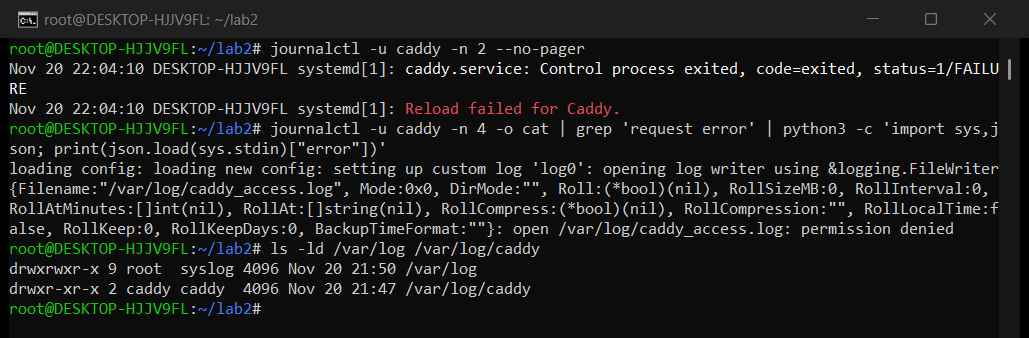 root@DESKTOP-HJJV9FL: ~/lab2
root@DESKTOP-HJJV9FL:~/lab2# journalctl -u caddy -n 2 --no-pager
Nov 20 22:04:10 DESKTOP-HJJV9FL systemd[1]: caddy.service: Control process exited, code=exited, status=1/FAILU
RE
Nov 20 22:04:10 DESKTOP-HJJV9FL systemd[1]: Reload failed for Caddy.
root@DESKTOP-HJJV9FL:~/lab2# journalctl -u caddy -n 4 -o cat | grep 'request error' | python3 -c 'import sys,j
son; print(json.load(sys.stdin)["error"])'
loading config: loading new config: setting up custom log 'log0': opening log writer using &logging.FileWriter
{Filename:"/var/log/caddy_access.log", Mode:0x0, DirMode:"", Roll:(*bool)(nil), RollSizeMB:0, RollInterval:0,
RollAtMinutes:[]int(nil), RollAt:[]string(nil), RollCompress:(*bool)(nil), RollCompression:"", RollLocalTime:f
alse, RollKeep:0, RollKeepDays:0, BackupTimeFormat:""}: open /var/log/caddy_access.log: permission denied
root@DESKTOP-HJJV9FL:~/lab2# ls -ld /var/log /var/log/caddy
drwxrwxr-x 9 root  syslog 4096 Nov 20 21:50 /var/log
drwxr-xr-x 2 caddy caddy  4096 Nov 20 21:47 /var/log/caddy
root@DESKTOP-HJJV9FL:~/lab2#